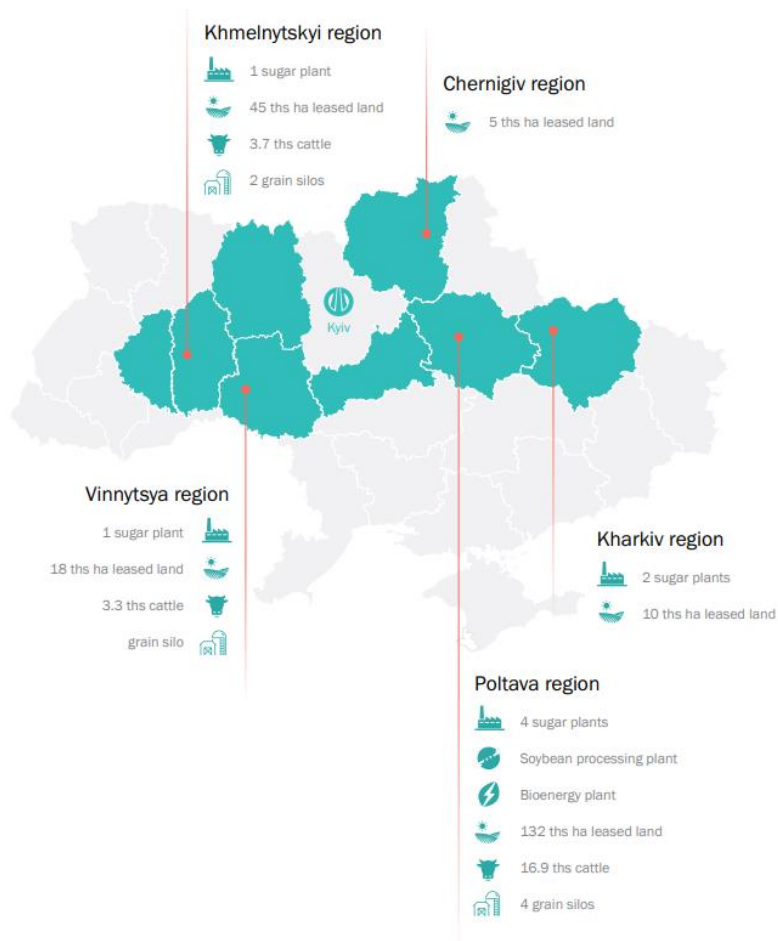 Khmelnytskyi region
1 sugar plant
45 ths ha leased land
3.7 ths cattle
2 grain silos
Chernigiv region
5 ths ha leased land
Kyiv
Vinnytsya region
1 sugar plant
18 ths ha leased land
3.3 ths cattle
grain silo
Kharkiv region
2 sugar plants
10 ths ha leased land
Poltava region
4 sugar plants
Soybean processing plant
Bioenergy plant
132 ths ha leased land
16.9 ths cattle
4 grain silos